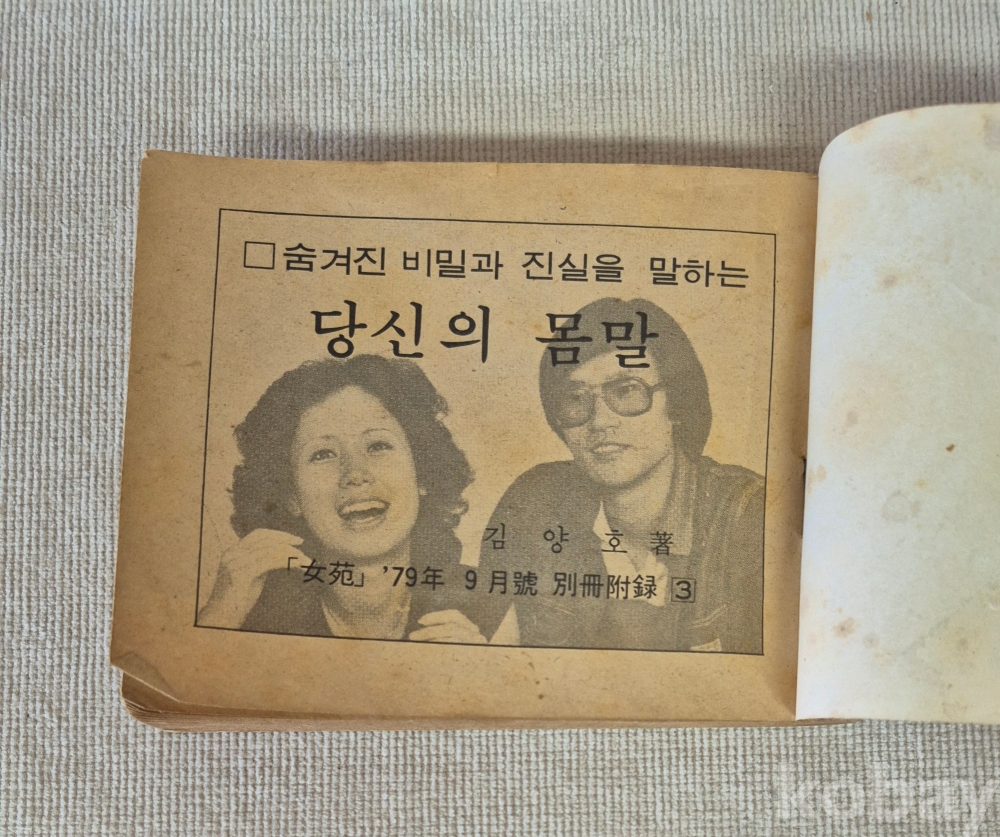 □숨겨진 비밀과 진실을 말하는
당신의 몸말
김양호 著
「女苑」 '79年 9月號 別冊附録 3
kobay